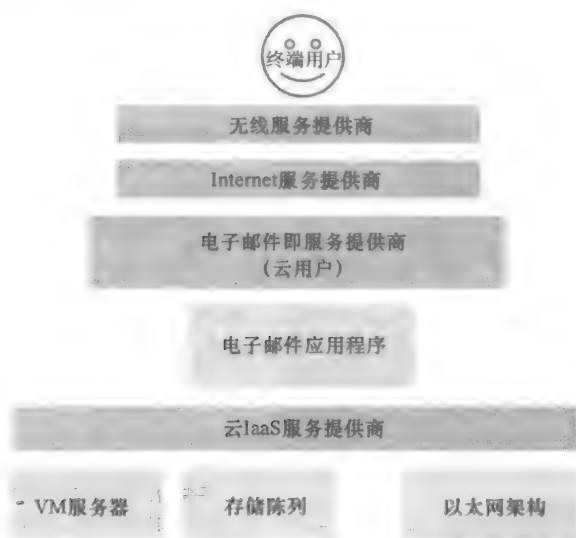 终端用户
无线服务提供商
Internet服务提供商
电子邮件即服务提供商
(云用户)
电子邮件应用程序
云IaaS服务提供商
VM服务器
存储陈列
以太网架构